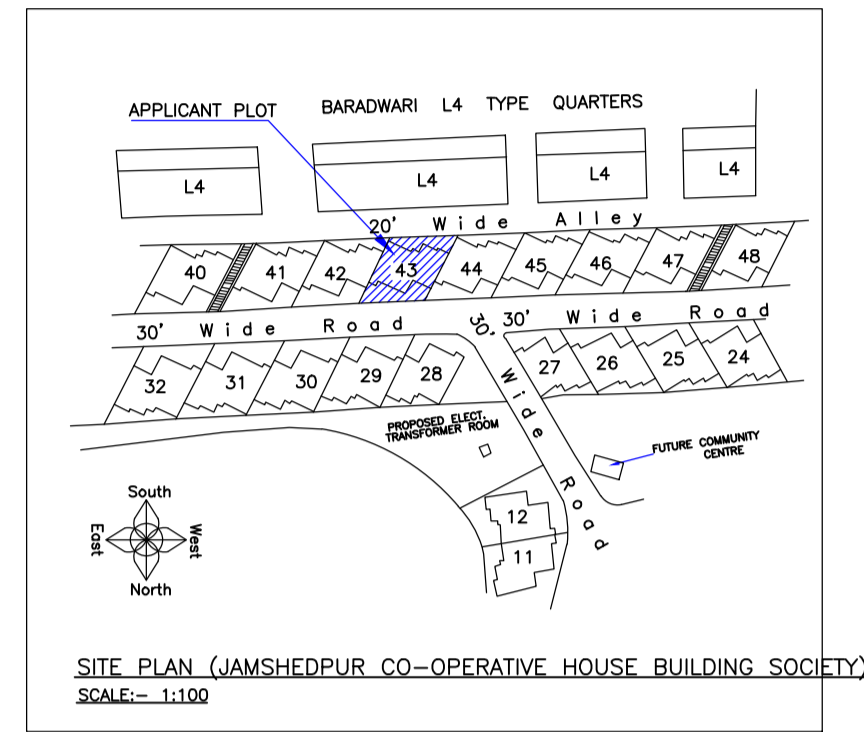 APPLICANT PLOT
BARADWARI L4 TYPE QUARTERS
L4
L4
L4
L4
20' Wide Alley
40
41
42
43
44
45
46
47
48
30' Wide Road
30' Wide Road
30' Wide Road
32
31
30
29
28
27
26
25
24
PROPOSED ELECT.
TRANSFORMER ROOM
FUTURE COMMUNITY
CENTRE
12
11
South
East
West
North
SITE PLAN (JAMSHEDPUR CO-OPERATIVE HOUSE BUILDING SOCIETY)
SCALE:- 1:100